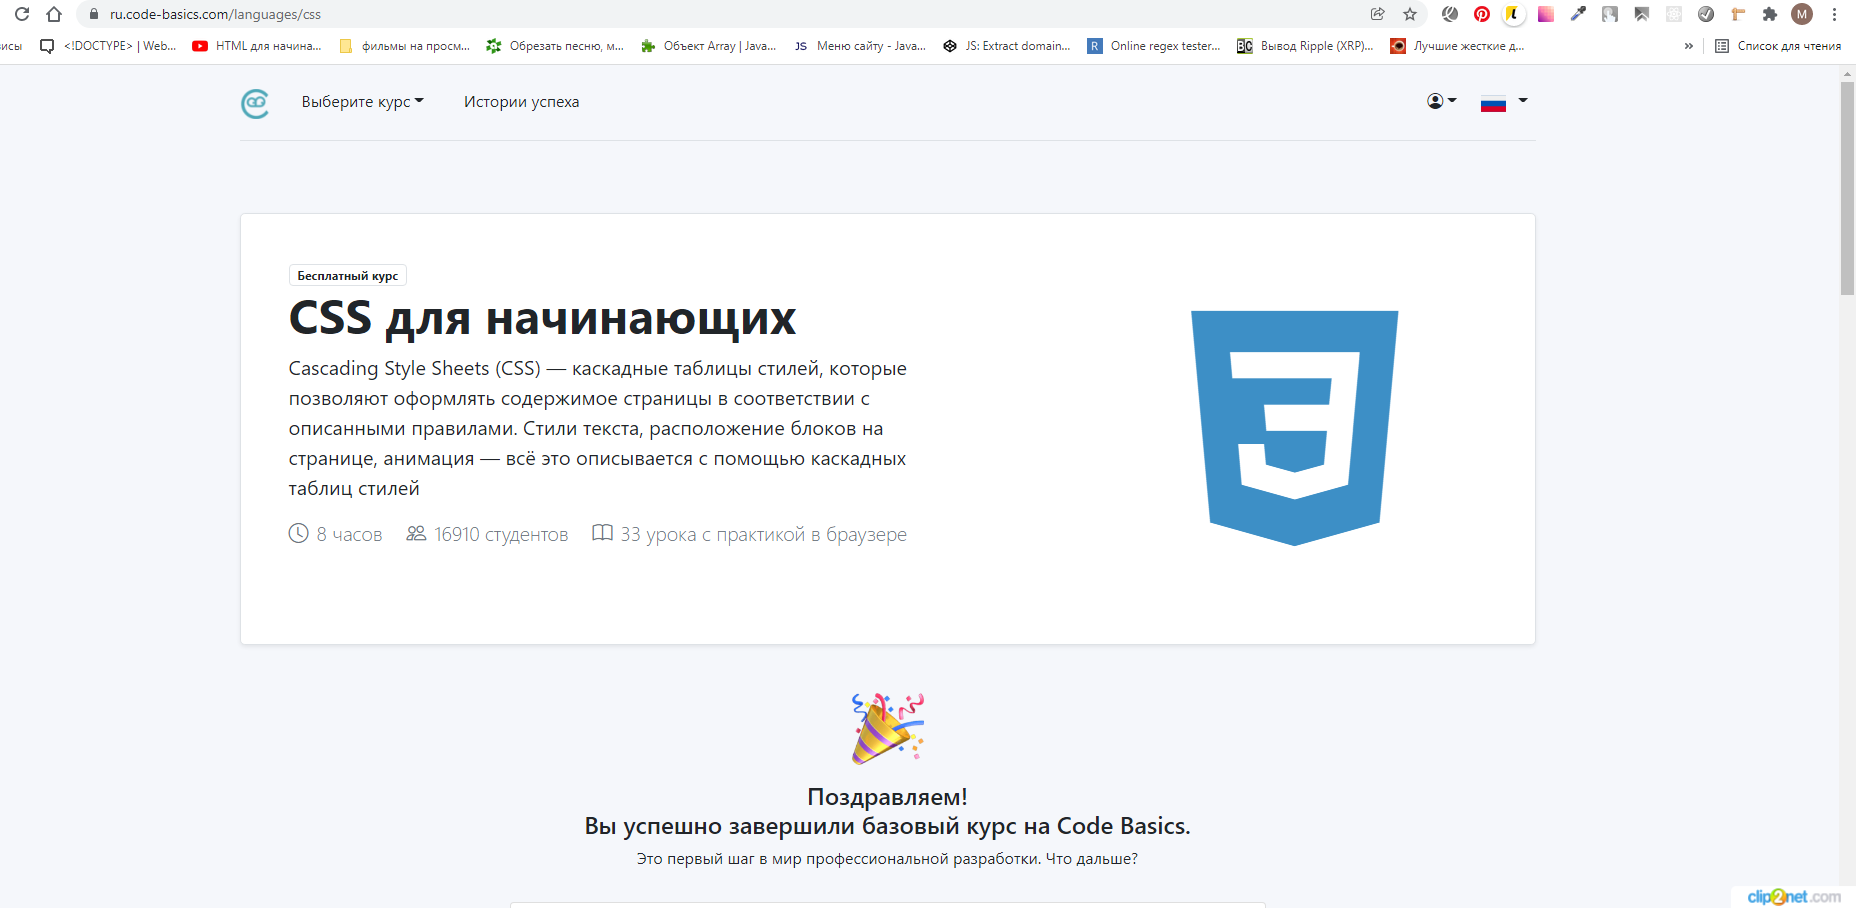 ru.code-basics.com/languages/css
исы
<!DOCTYPE> | Web...
HTML для начина...
фильмы на просм...
Обрезать песню, м...
Объект Array | Java...
JS Меню сайту - Java...
JS: Extract domain...
R Online regex tester...
BC Вывод Ripple (XRP)...
Лучшие жесткие д...
»
Список для чтения
M
Выберите курс
Истории успеха
Бесплатный курс
CSS для начинающих
Cascading Style Sheets (CSS) — каскадные таблицы стилей, которые
позволяют оформлять содержимое страницы в соответствии с
описанными правилами. Стили текста, расположение блоков на
странице, анимация — всё это описывается с помощью каскадных
таблиц стилей
8 часов
16910 студентов
33 урока с практикой в браузере
Поздравляем!
Вы успешно завершили базовый курс на Code Basics.
Это первый шаг в мир профессиональной разработки. Что дальше?
clip2net.com